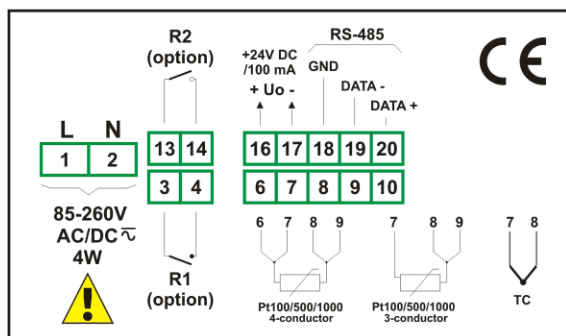 R2
(option)
+24V DC
/100 mA
+ Uo -
RS-485
GND
DATA -
DATA +
CE
L N
1 2
13 14
3 4
16 17 18 19 20
6 7 8 9 10
85-260V
AC/DC
4W
R1
(option)
6 7 8 9
Pt100/500/1000
4-conductor
7 8 9
Pt100/500/1000
3-conductor
7 8
TC